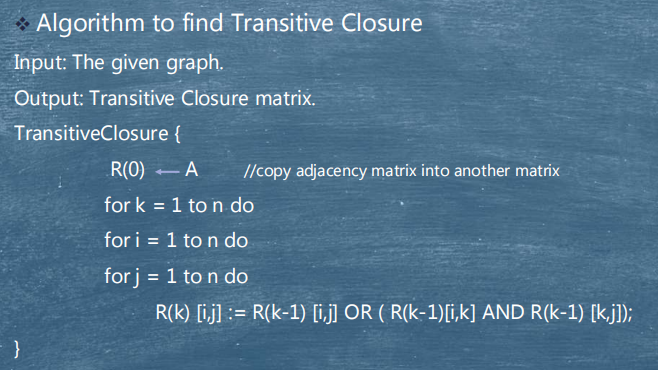 ❖ Algorithm to find Transitive Closure
Input: The given graph.
Output: Transitive Closure matrix.
TransitiveClosure {
R(0) ← A //copy adjacency matrix into another matrix
for k = 1 to n do
for i = 1 to n do
for j = 1 to n do
R(k) [i,j] := R(k-1) [i,j] OR ( R(k-1)[i,k] AND R(k-1) [k,j]);
}